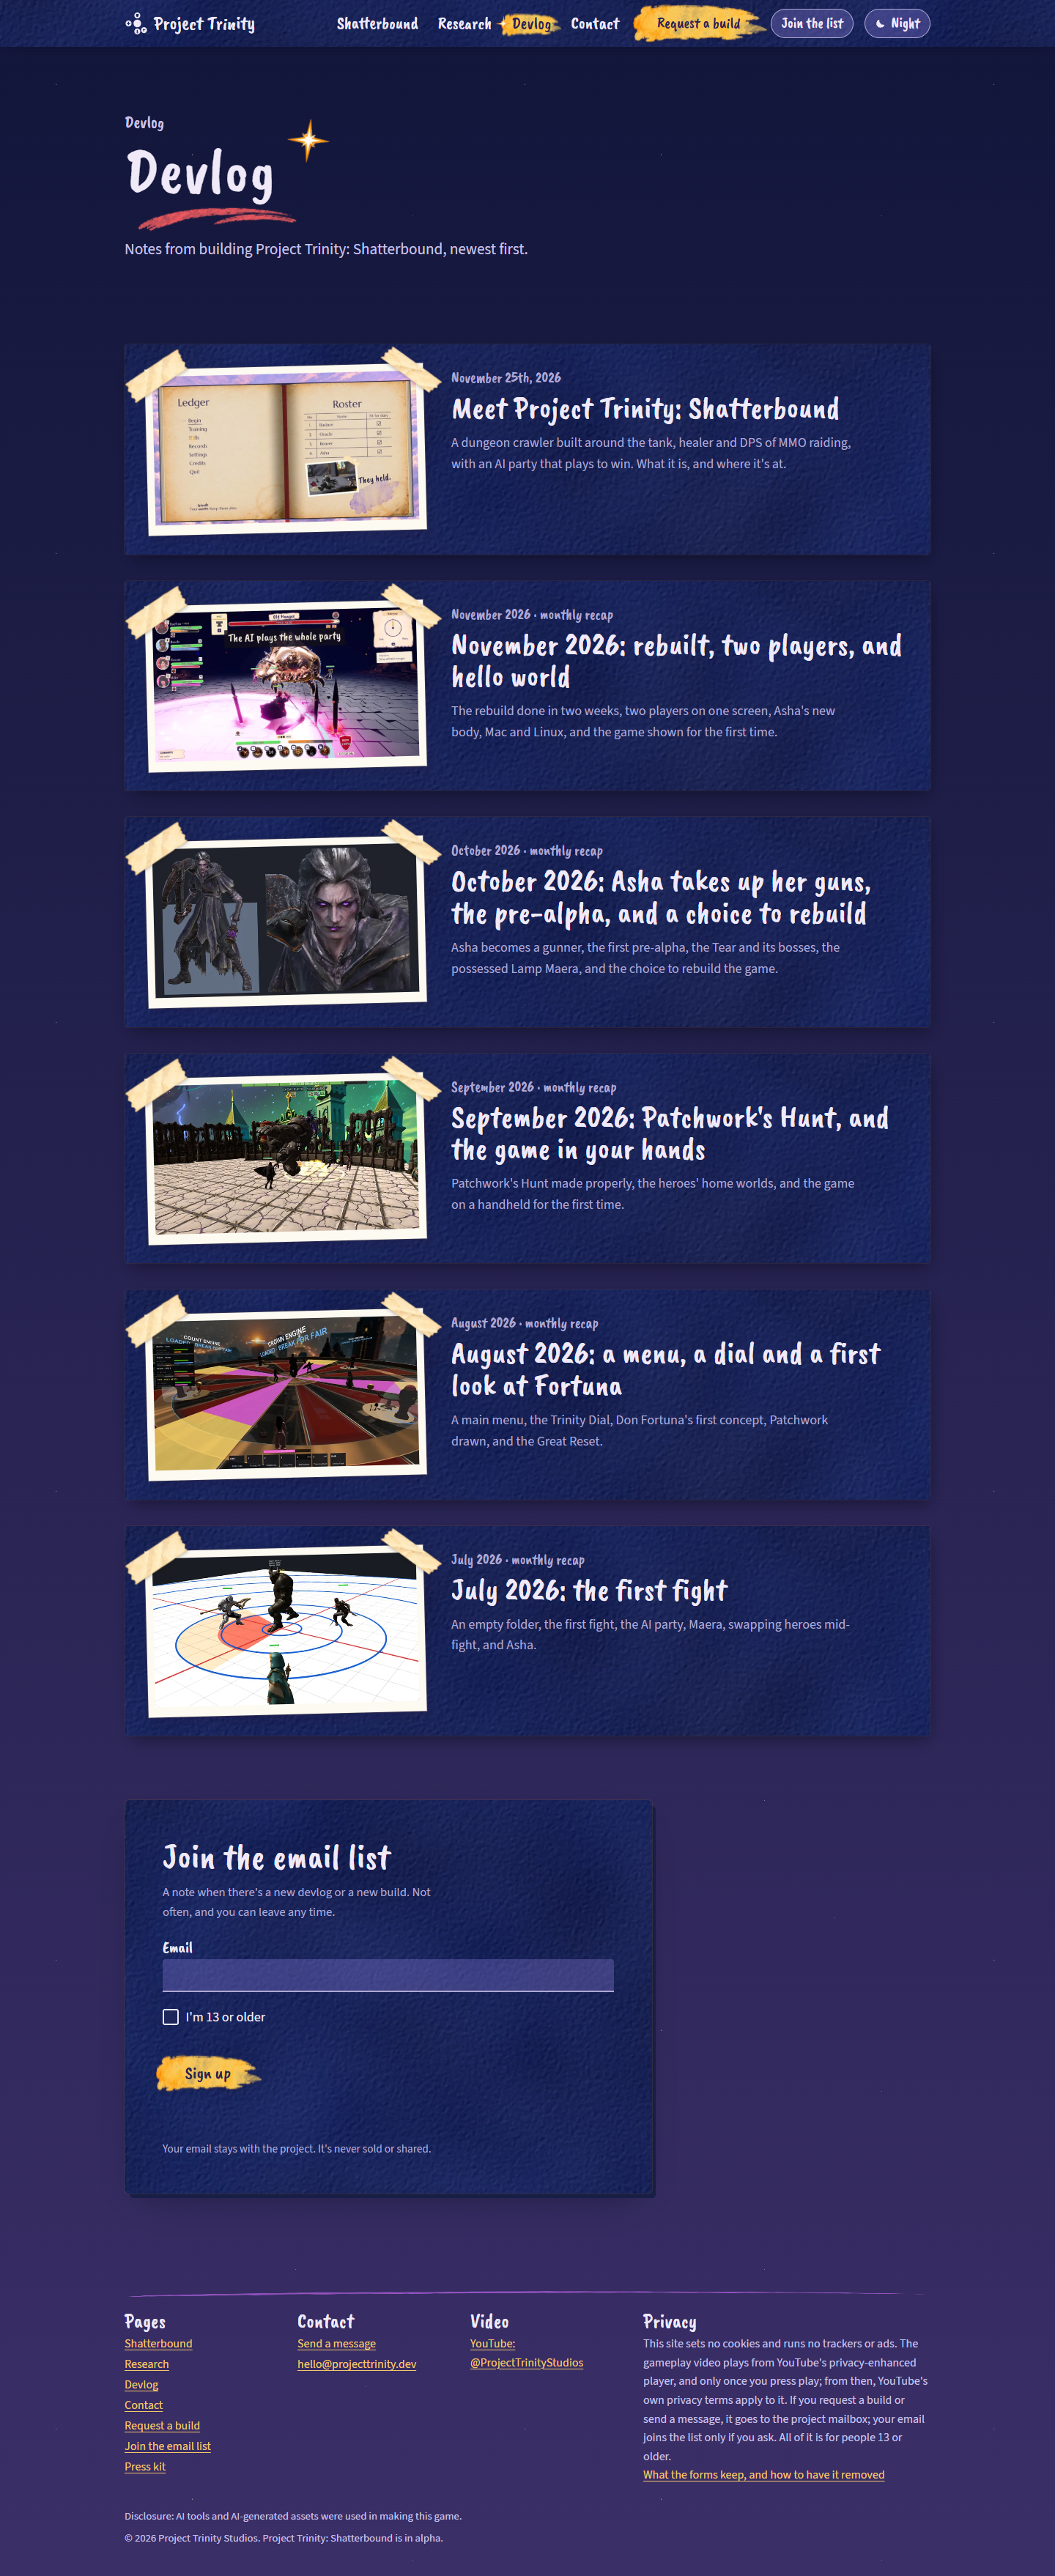 Project Trinity
Shatterbound
Research
Devlog
Contact
Request a build
Join the list
Night
Devlog
Devlog
Notes from building Project Trinity: Shatterbound, newest first.
Ledger
Begin
Training
Records
Settings
Credits
Quit
Roster
They held.
November 25th, 2026
Meet Project Trinity: Shatterbound
A dungeon crawler built around the tank, healer and DPS of MMO raiding,
with an AI party that plays to win. What it is, and where it's at.
The AI plays the whole party
November 2026 · monthly recap
November 2026: rebuilt, two players, and
hello world
The rebuild done in two weeks, two players on one screen, Asha's new
body, Mac and Linux, and the game shown for the first time.
October 2026 · monthly recap
October 2026: Asha takes up her guns,
the pre-alpha, and a choice to rebuild
Asha becomes a gunner, the first pre-alpha, the Tear and its bosses, the
possessed Lamp Maera, and the choice to rebuild the game.
September 2026 · monthly recap
September 2026: Patchwork's Hunt, and
the game in your hands
Patchwork's Hunt made properly, the heroes' home worlds, and the game
on a handheld for the first time.
COUNT ENGINE
CROWN ENGINE
LOADED · BREAK FOR FAIR
August 2026 · monthly recap
August 2026: a menu, a dial and a first
look at Fortuna
A main menu, the Trinity Dial, Don Fortuna's first concept, Patchwork
drawn, and the Great Reset.
July 2026 · monthly recap
July 2026: the first fight
An empty folder, the first fight, the AI party, Maera, swapping heroes mid-
fight, and Asha.
Join the email list
A note when there's a new devlog or a new build. Not
often, and you can leave any time.
Email
I'm 13 or older
Sign up
Your email stays with the project. It's never sold or shared.
Pages
Shatterbound
Research
Devlog
Contact
Request a build
Join the email list
Press kit
Contact
Send a message
hello@projecttrinity.dev
Video
YouTube:
@ProjectTrinityStudios
Privacy
This site sets no cookies and runs no trackers or ads. The
gameplay video plays from YouTube's privacy-enhanced
player, and only once you press play; from then, YouTube's
own privacy terms apply to it. If you request a build or
send a message, it goes to the project mailbox; your email
joins the list only if you ask. All of it is for people 13 or
older.
What the forms keep, and how to have it removed
Disclosure: AI tools and AI-generated assets were used in making this game.
© 2026 Project Trinity Studios. Project Trinity: Shatterbound is in alpha.